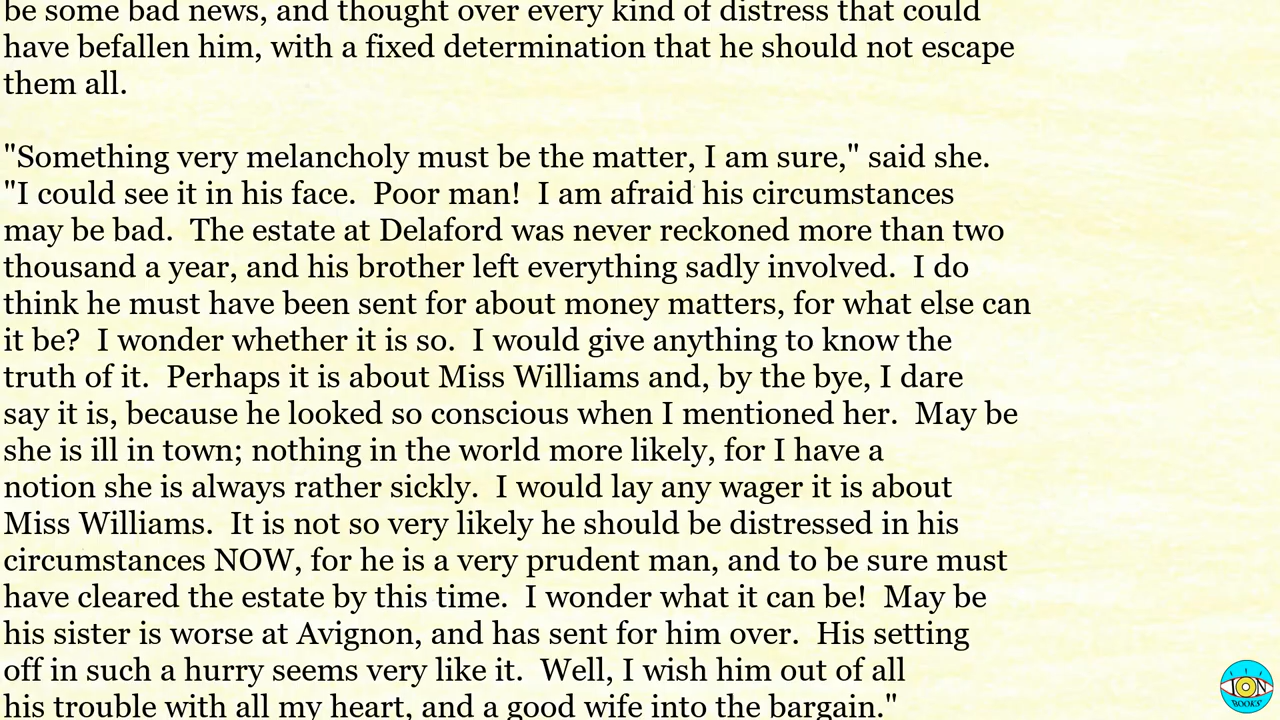 be some bad news, and thought over every kind of distress that could
have befallen him, with a fixed determination that he should not escape
them all.
"Something very melancholy must be the matter, I am sure," said she.
"I could see it in his face.  Poor man!  I am afraid his circumstances
may be bad.  The estate at Delaford was never reckoned more than two
thousand a year, and his brother left everything sadly involved.  I do
think he must have been sent for about money matters, for what else can
it be?  I wonder whether it is so.  I would give anything to know the
truth of it.  Perhaps it is about Miss Williams and, by the bye, I dare
say it is, because he looked so conscious when I mentioned her.  May be
she is ill in town; nothing in the world more likely, for I have a
notion she is always rather sickly.  I would lay any wager it is about
Miss Williams.  It is not so very likely he should be distressed in his
circumstances NOW, for he is a very prudent man, and to be sure must
have cleared the estate by this time.  I wonder what it can be!  May be
his sister is worse at Avignon, and has sent for him over.  His setting
off in such a hurry seems very like it.  Well, I wish him out of all
his trouble with all my heart, and a good wife into the bargain."
ION
BOOKS